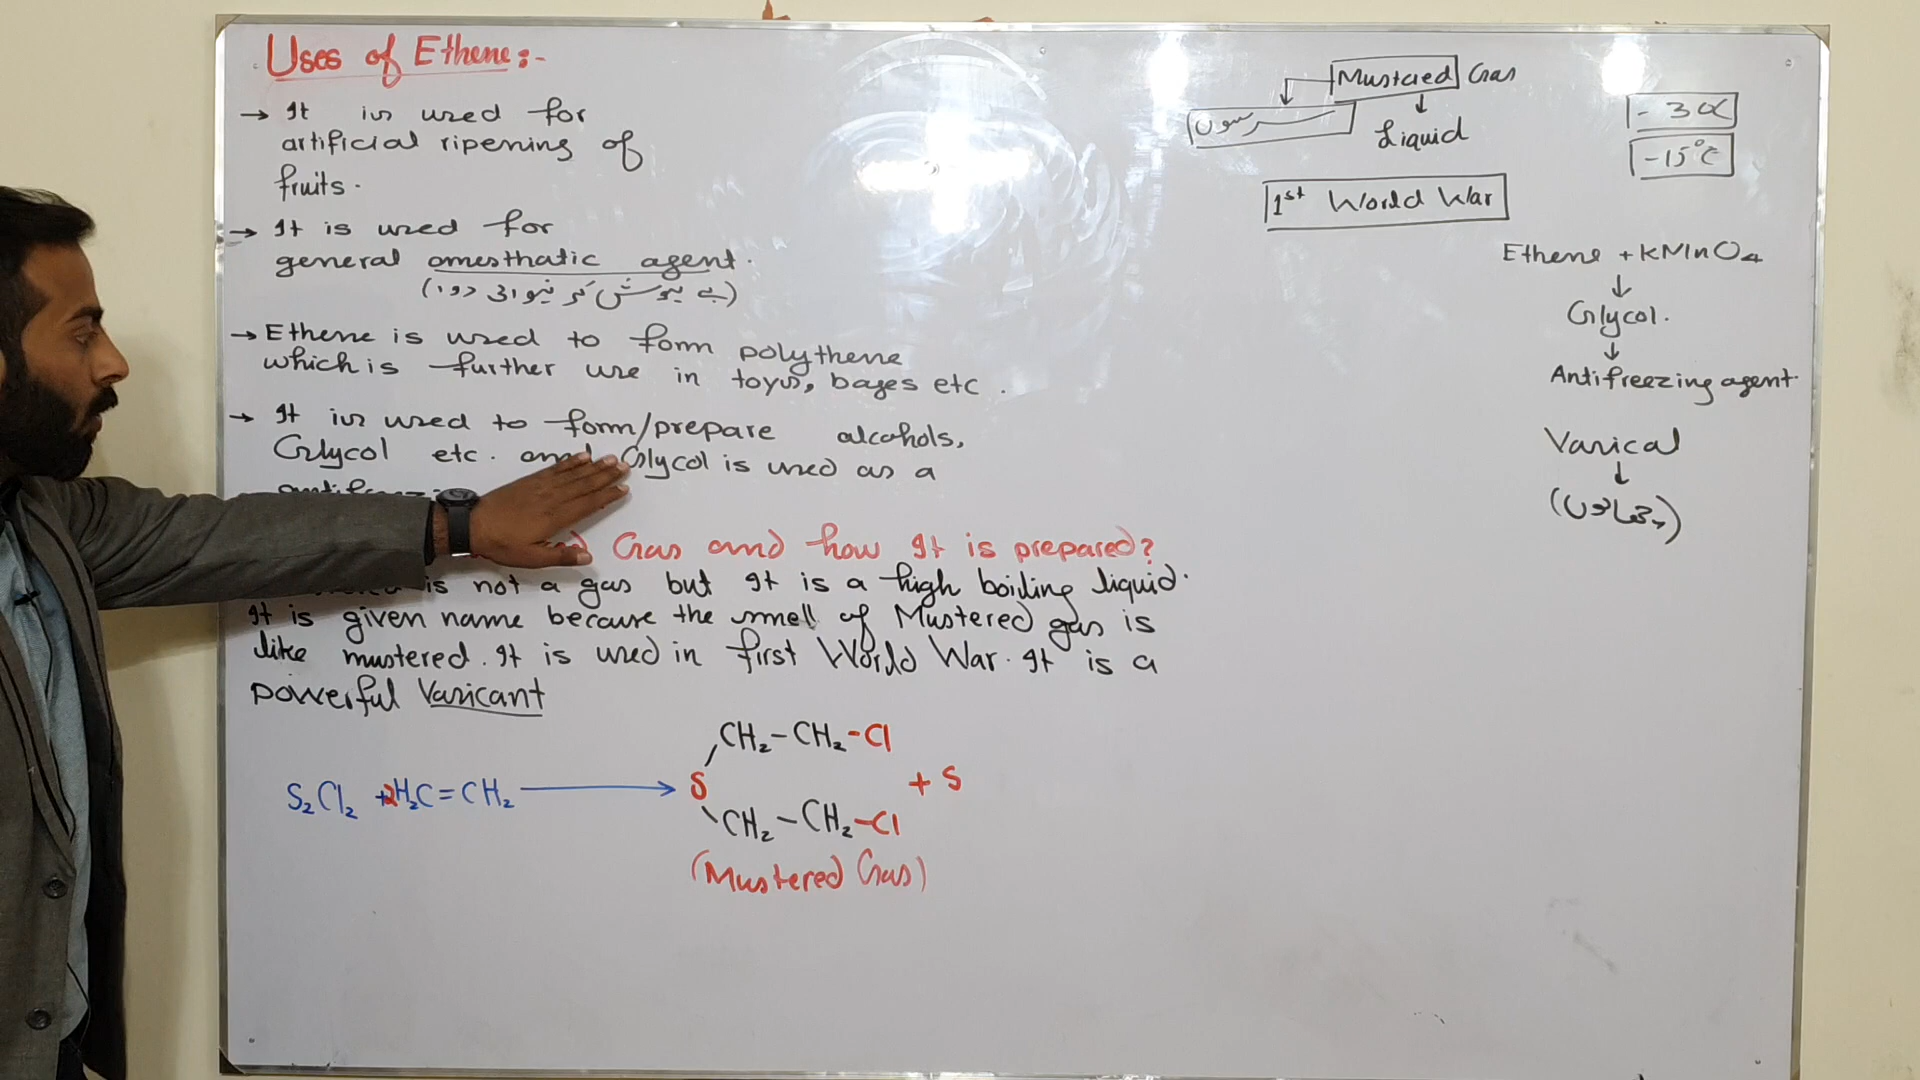 Uses of Ethene:-
→ It is used for
artificial ripening of
fruits.
→ It is used for
general anesthatic agent.
(بے ہوش کر نیوالی دوا)
→ Ethene is used to form polythene
which is further use in toys, bages etc.
→ It is used to form/prepare alcohols,
Glycol etc. and Glycol is used as a
Gas and how It is prepared?
is not a gas but It is a high boiling liquid.
It is given name because the smell of Mustered gas is
like mustered. It is used in first World War. It is a
powerful Vasicant
S₂Cl₂ + 2H₂C=CH₂ → S
CH₂-CH₂-Cl
CH₂-CH₂-Cl
+ S
(Mustered Gas)
Mustered Gas
سرسوں
Liquid
1st World War
-15°C
Ethene + KMnO₄
↓
Glycol.
↓
Antifreezing agent
Vasical
↓